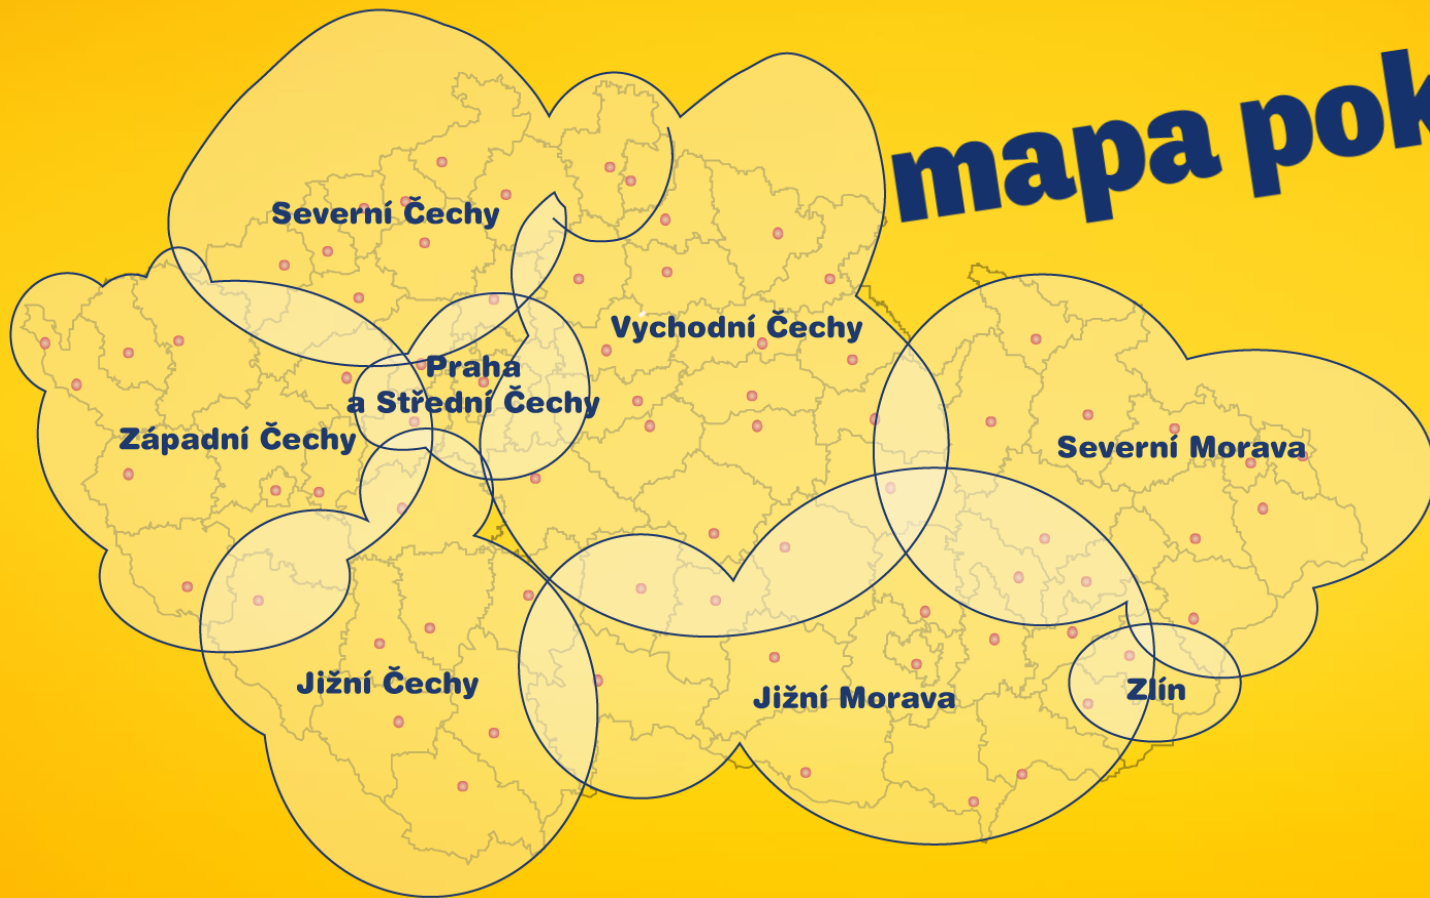 mapa pok
Severní Čechy
Vychodní Čechy
Praha
a Střední Čechy
Západní Čechy
Severní Morava
Jižní Čechy
Jižní Morava
Zlín